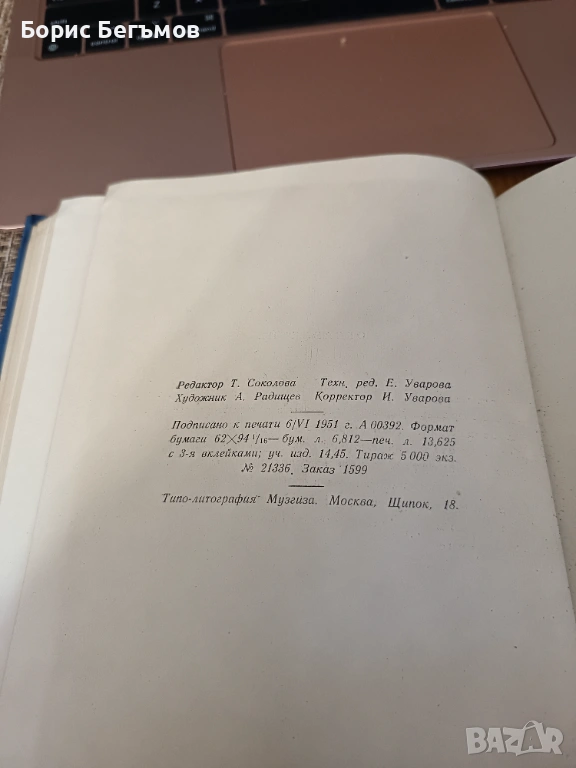 Борис Бегъмов
Редактор Т. Соколова Техн. ред. Е. Уварова
Художник А. Радищев Корректор И. Уварова
Подписано к печати 6/VI 1951 г. А 00392. Формат
бумаги 62×94 1/16— бум. л. 6,812—печ. л. 13,625
с 3-я вклейками; уч. изд. 14,45. Тираж 5 000 экз.
№ 21336. Заказ 1599
Типо-литография Музгиза. Москва, Щипок, 18.
BAZAR